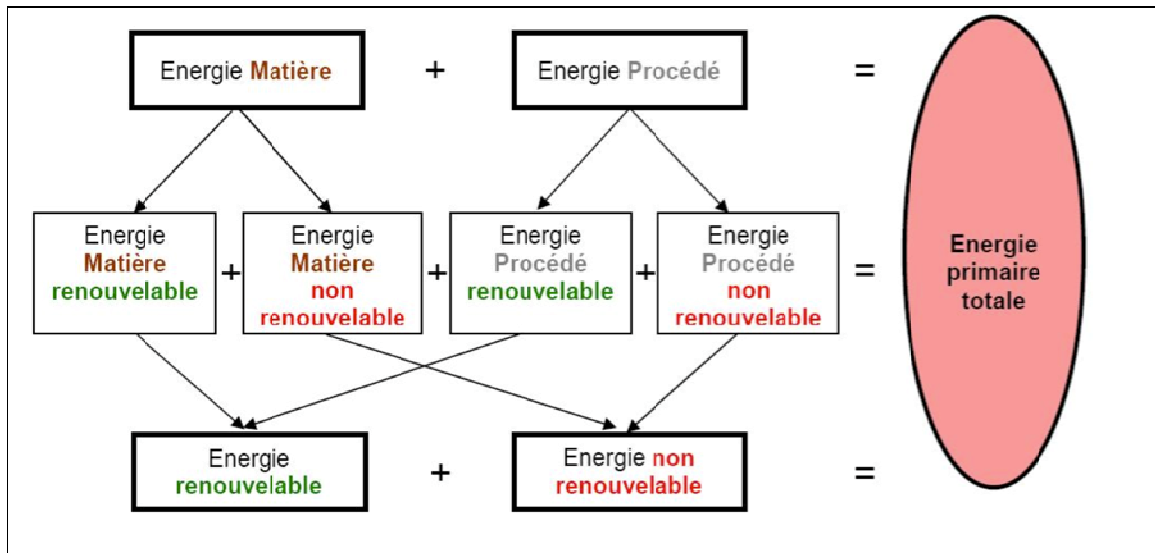 Energie Matière + Energie Procédé =
Energie
Matière
renouvelable
+
Energie
Matière
non
renouvelable
+
Energie
Procédé
renouvelable
+
Energie
Procédé
non
renouvelable
=
Energie
primaire
totale
Energie
renouvelable
+
Energie non
renouvelable
=